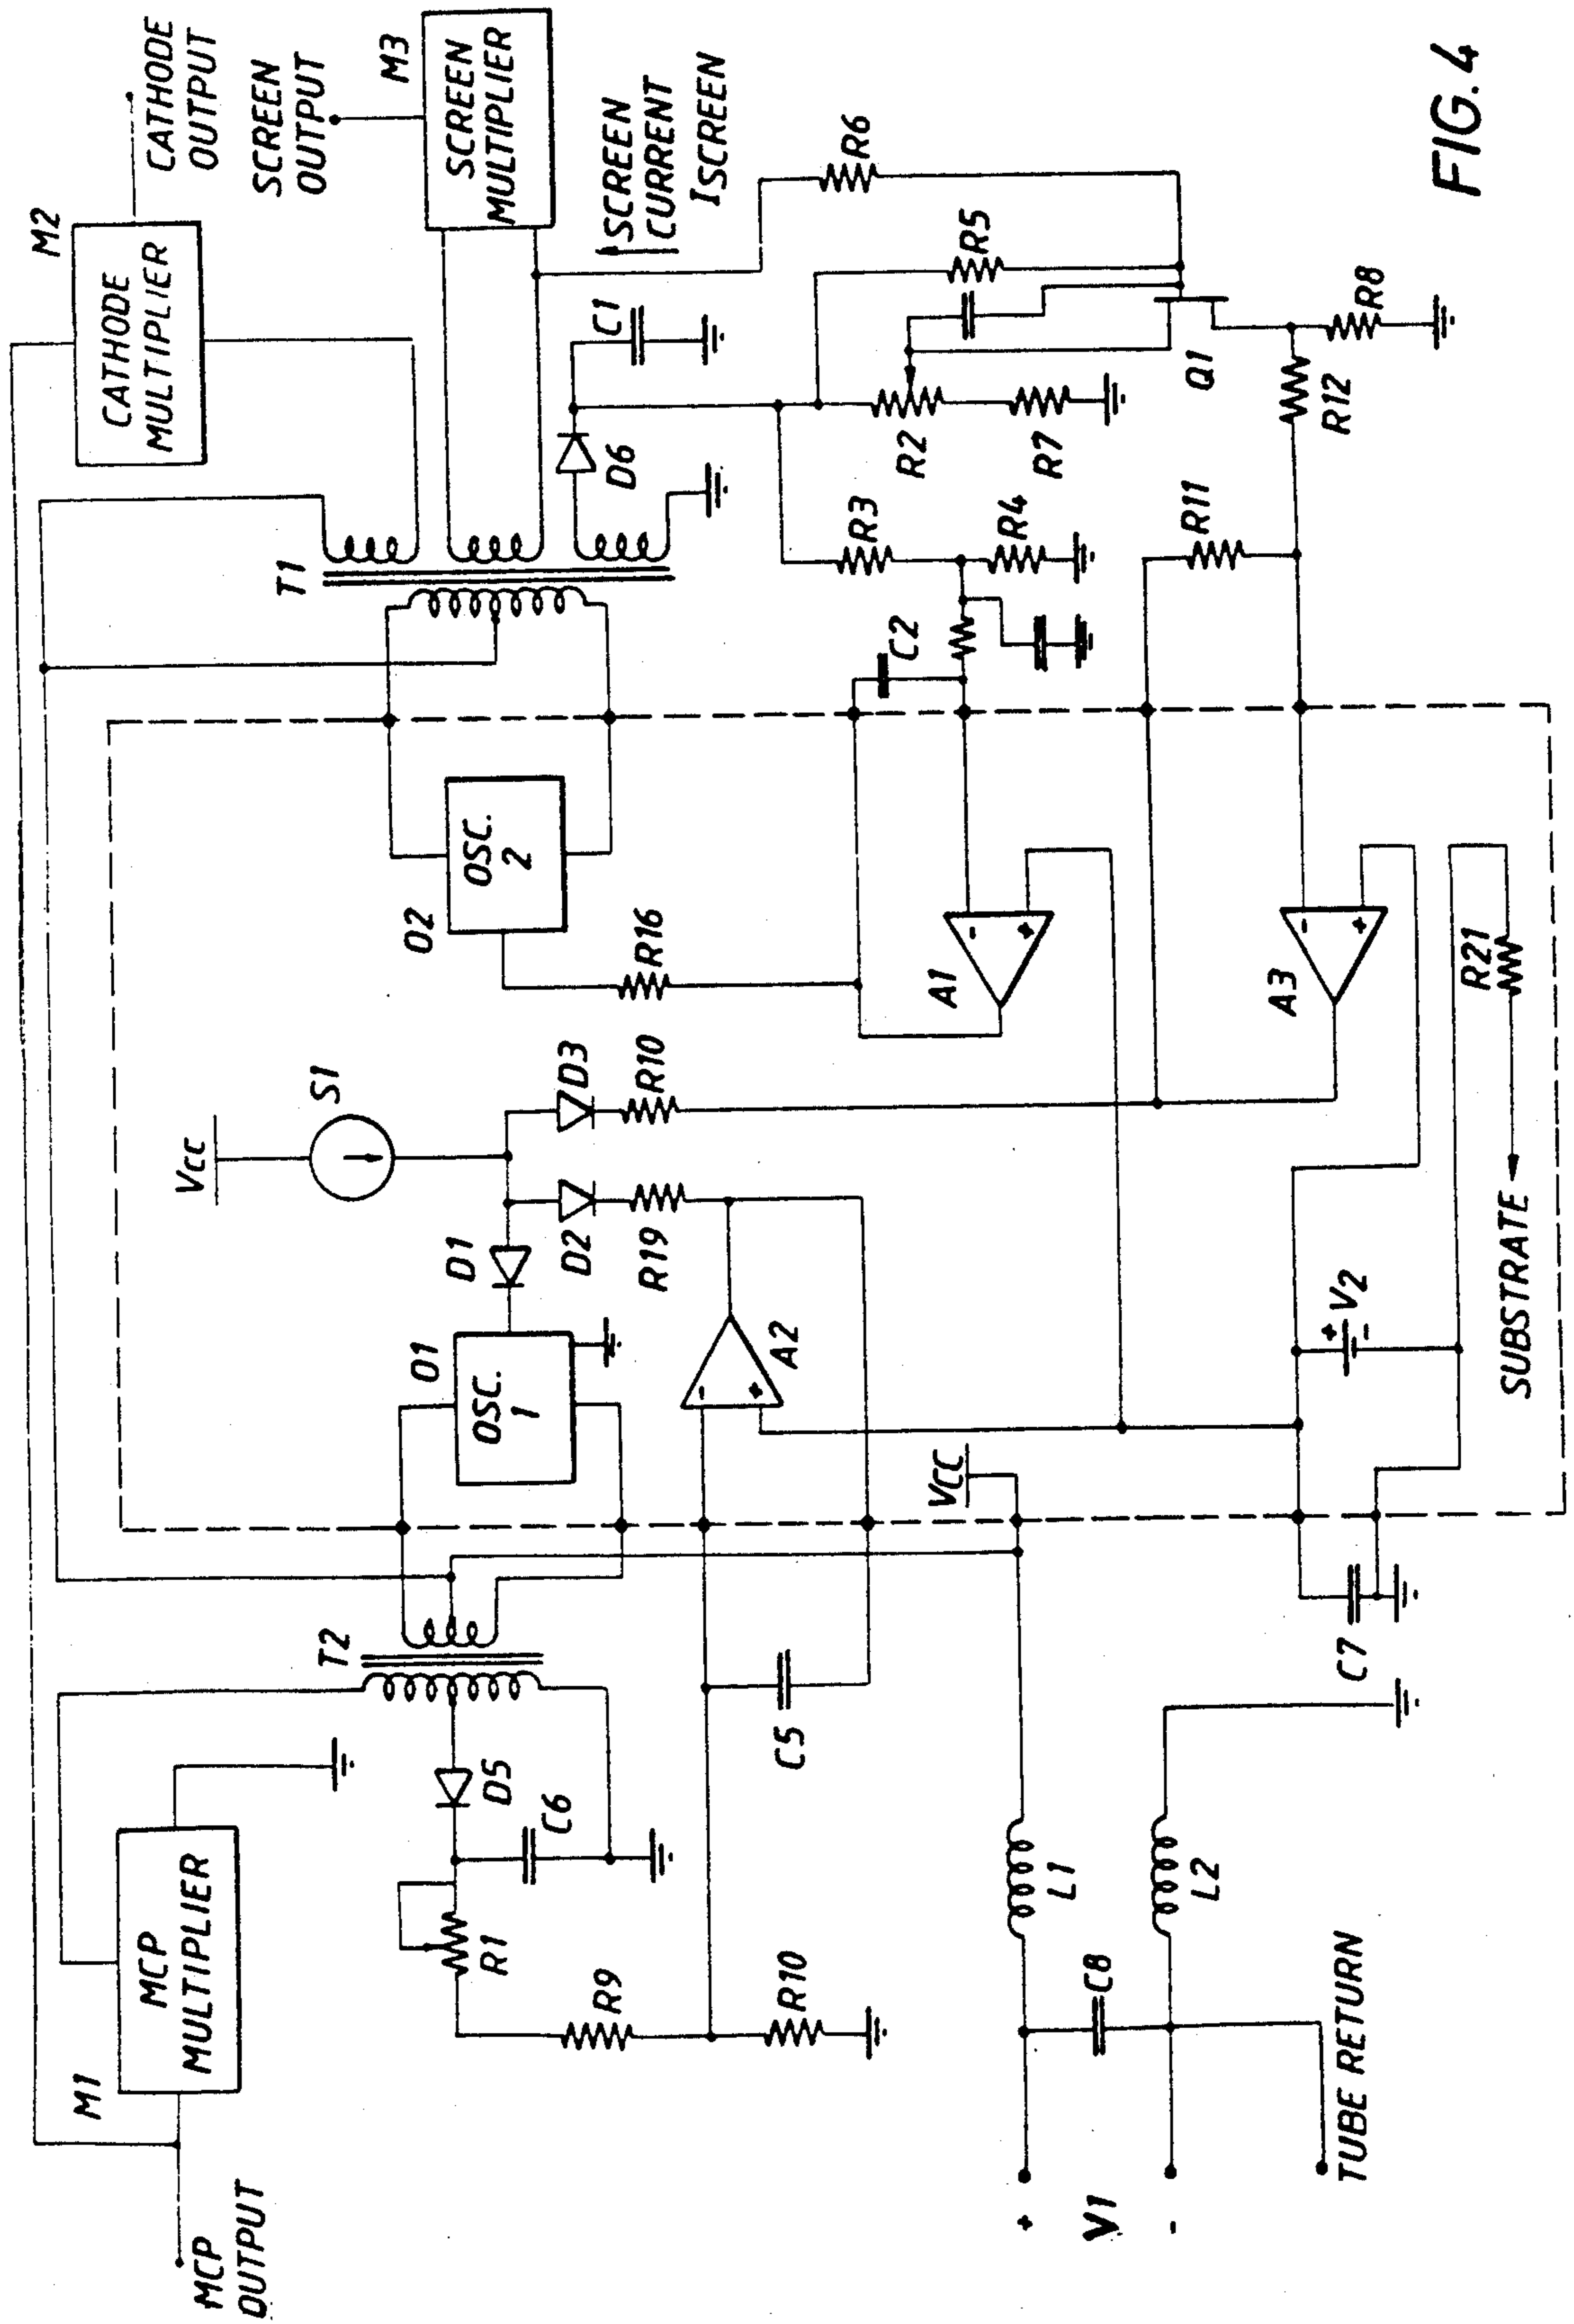 MCP
OUTPUT
M1
MCP
MULTIPLIER
T2
D5
C6
R1
R9
R10
C5
+
V1
-
C8
L1
L2
TUBE RETURN
C7
VCC
O1
OSC.
1
D1
D2
R19
D3
R10
VCC
S1
A2
-
+
V2
+
-
SUBSTRATE
R21
A3
-
+
A1
-
+
O2
OSC.
2
R16
T1
C2
R3
R4
R11
R12
R2
R7
Q1
R8
R5
R6
D6
C1
M2
CATHODE
MULTIPLIER
CATHODE
OUTPUT
SCREEN
OUTPUT
M3
SCREEN
MULTIPLIER
SCREEN
CURRENT
ISCREEN
FIG. 4